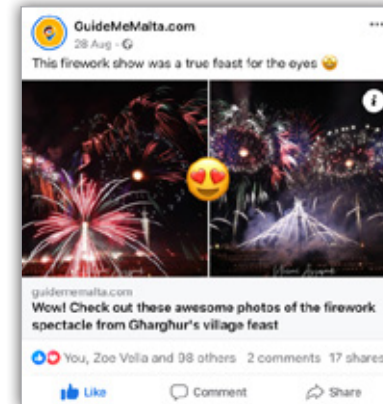 GuideMeMalta.com
28 Aug ·
This firework show was a true feast for the eyes 🤩
guidememalta.com
Wow! Check out these awesome photos of the firework
spectacle from Għargħur's village feast
You, Zoe Vella and 98 others 2 comments 17 shares
Like Comment Share